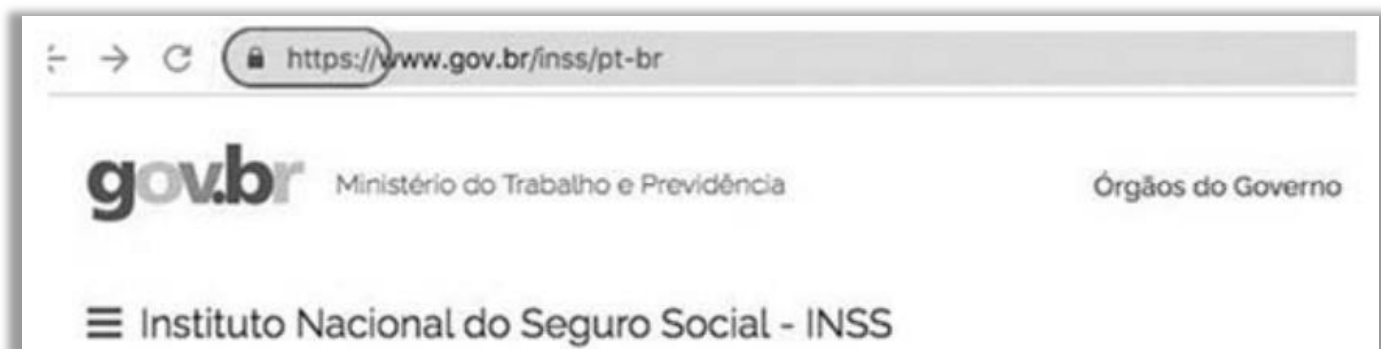 https://www.gov.br/inss/pt-br
gov.br Ministério do Trabalho e Previdência Órgãos do Governo
Instituto Nacional do Seguro Social - INSS